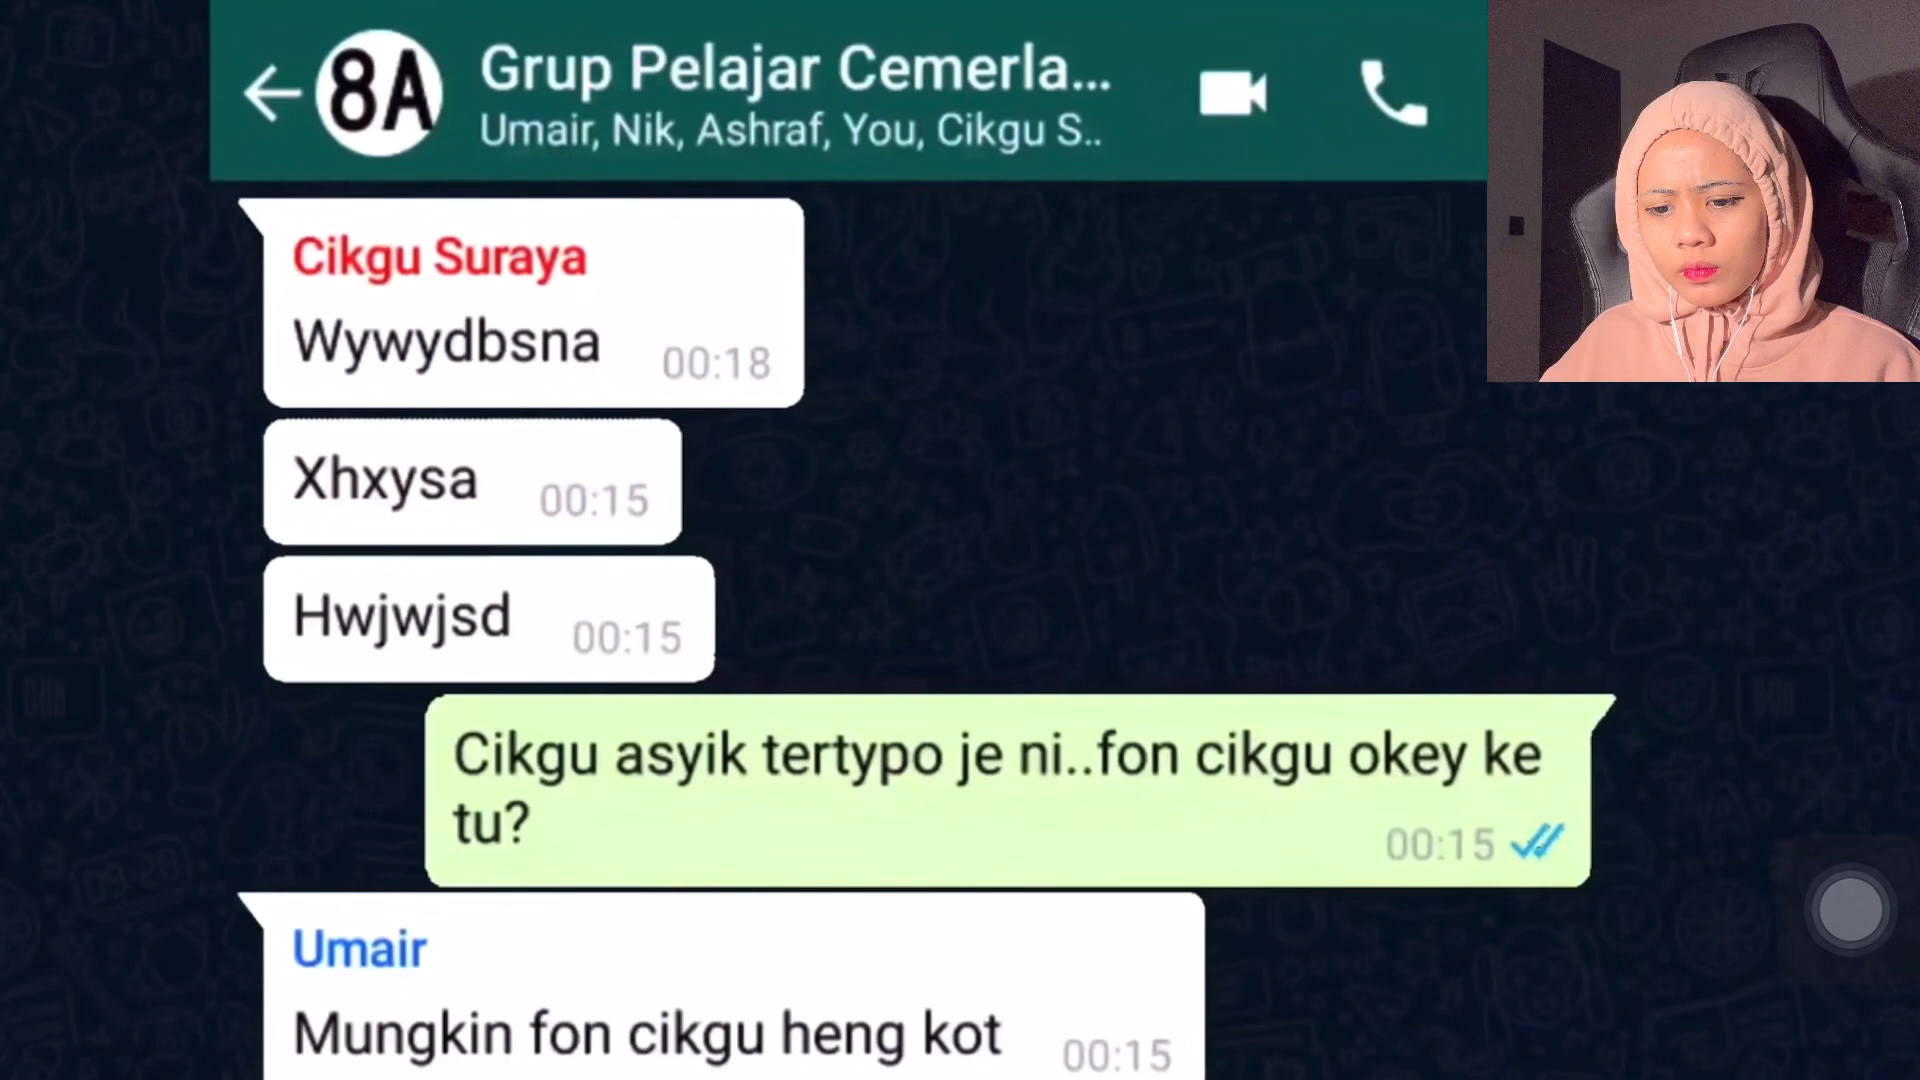 8A
Grup Pelajar Cemerla...
Umair, Nik, Ashraf, You, Cikgu S..
Cikgu Suraya
Wywydbsna 00:18
Xhxysa 00:15
Hwjwjsd 00:15
Cikgu asyik tertypo je ni..fon cikgu okey ke
tu?
00:15
Umair
Mungkin fon cikgu heng kot 00:15